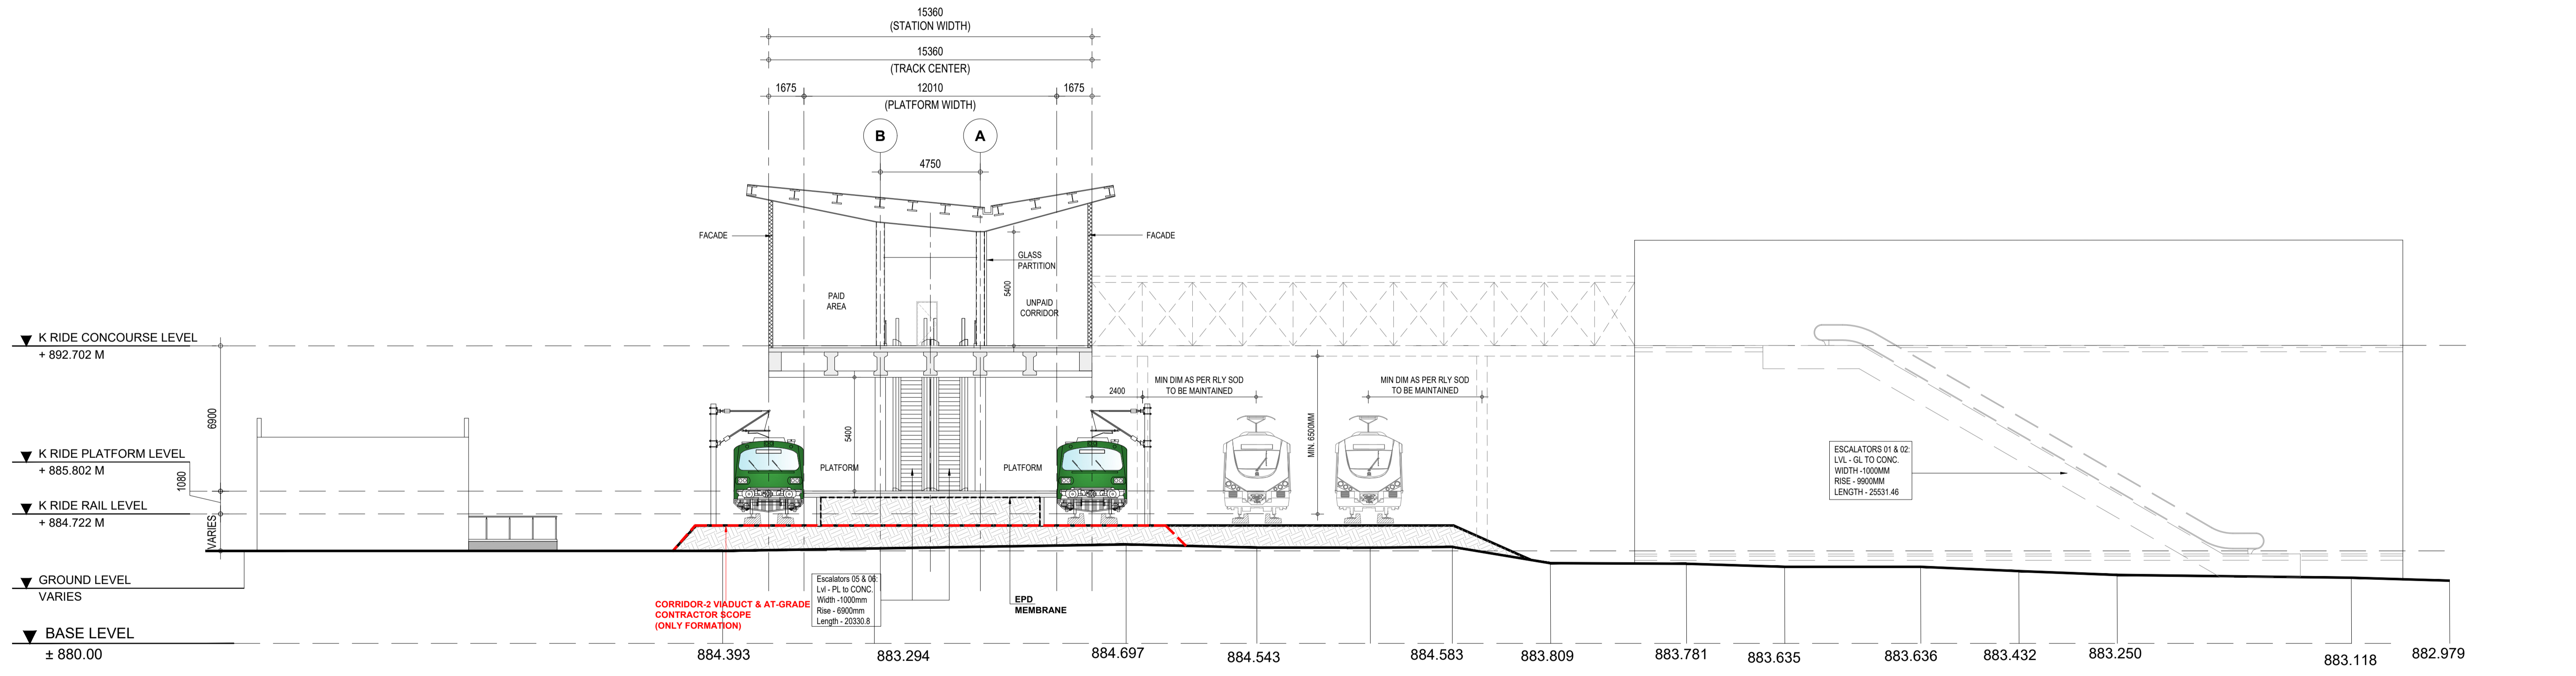 15360
(STATION WIDTH)
15360
(TRACK CENTER)
1675
12010
1675
(PLATFORM WIDTH)
B
A
4750
FACADE
FACADE
GLASS
PARTITION
5400
PAID
AREA
UNPAID
CORRIDOR
K RIDE CONCOURSE LEVEL
+ 892.702 M
6900
K RIDE PLATFORM LEVEL
+ 885.802 M
1080
K RIDE RAIL LEVEL
+ 884.722 M
VARIES
GROUND LEVEL
VARIES
BASE LEVEL
± 880.00
2400
MIN DIM AS PER RLY SOD
TO BE MAINTAINED
MIN DIM AS PER RLY SOD
TO BE MAINTAINED
MIN. 6500MM
5400
PLATFORM
PLATFORM
ESCALATORS 01 & 02:
LVL - GL TO CONC.
WIDTH -1000MM
RISE - 9900MM
LENGTH - 25531.46
CORRIDOR-2 VIADUCT & AT-GRADE
CONTRACTOR SCOPE
(ONLY FORMATION)
Escalators 05 & 06:
Lvl - PL to CONC.
Width -1000mm
Rise - 6900mm
Length - 20330.8
EPD
MEMBRANE
884.393
883.294
884.697
884.543
884.583
883.809
883.781
883.635
883.636
883.432
883.250
883.118
882.979